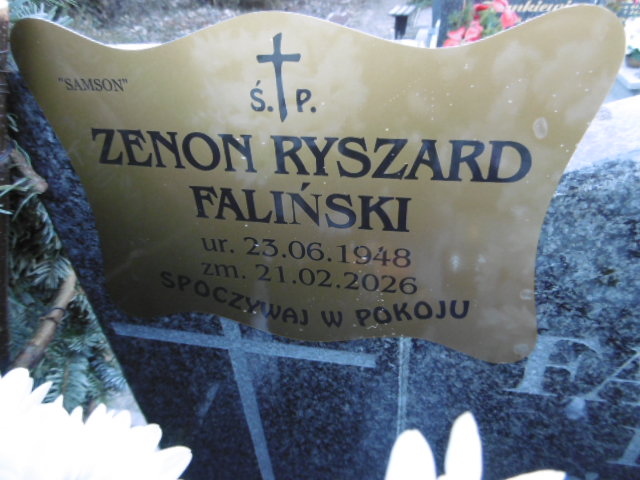 "SAMSON"
Ś. P.
ZENON RYSZARD
FALIŃSKI
ur. 23.06.1948
zm. 21.02.2026
SPOCZYWAJ W POKOJU